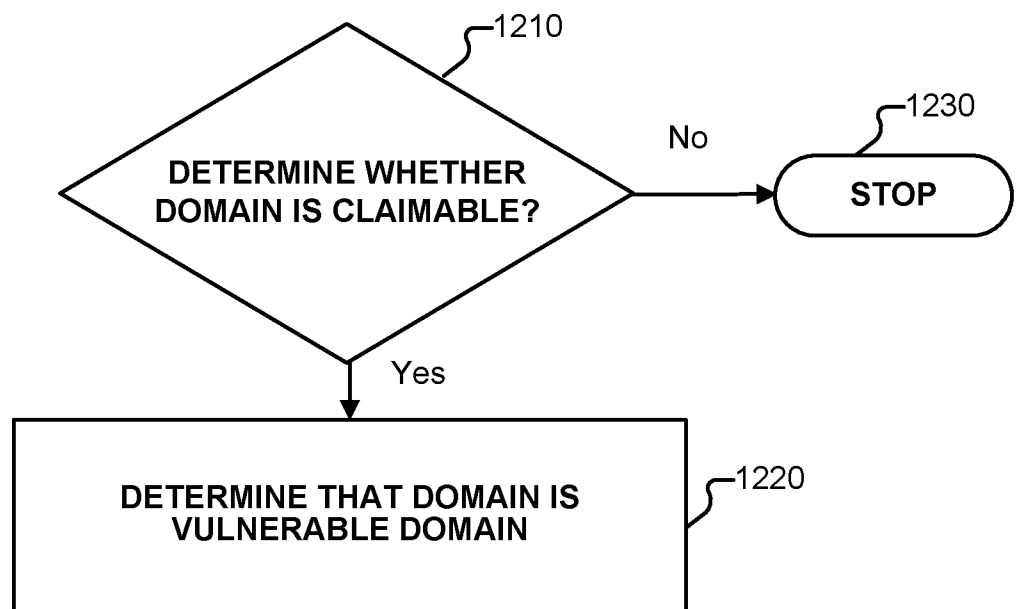 1210
1230
No
DETERMINE WHETHER
DOMAIN IS CLAIMABLE?
STOP
Yes
1220
DETERMINE THAT DOMAIN IS
VULNERABLE DOMAIN